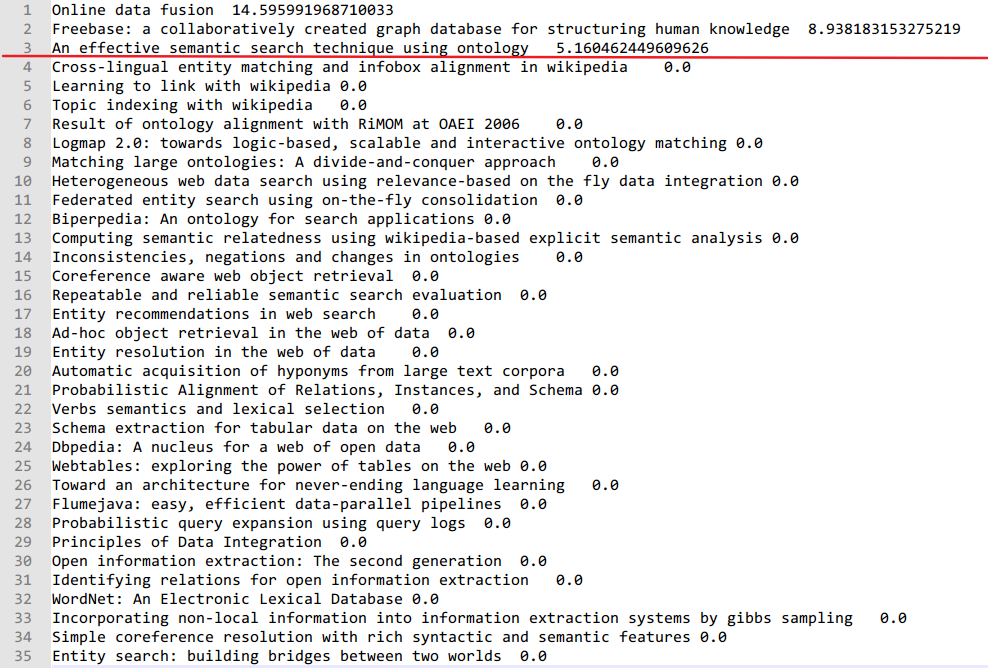 1 Online data fusion 14.595991968710033
2 Freebase: a collaboratively created graph database for structuring human knowledge 8.938183153275219
3 An effective semantic search technique using ontology 5.160462449609626
4 Cross-lingual entity matching and infobox alignment in wikipedia 0.0
5 Learning to link with wikipedia 0.0
6 Topic indexing with wikipedia 0.0
7 Result of ontology alignment with RiMOM at OAEI 2006 0.0
8 Logmap 2.0: towards logic-based, scalable and interactive ontology matching 0.0
9 Matching large ontologies: A divide-and-conquer approach 0.0
10 Heterogeneous web data search using relevance-based on the fly data integration 0.0
11 Federated entity search using on-the-fly consolidation 0.0
12 Biperpedia: An ontology for search applications 0.0
13 Computing semantic relatedness using wikipedia-based explicit semantic analysis 0.0
14 Inconsistencies, negations and changes in ontologies 0.0
15 Coreference aware web object retrieval 0.0
16 Repeatable and reliable semantic search evaluation 0.0
17 Entity recommendations in web search 0.0
18 Ad-hoc object retrieval in the web of data 0.0
19 Entity resolution in the web of data 0.0
20 Automatic acquisition of hyponyms from large text corpora 0.0
21 Probabilistic Alignment of Relations, Instances, and Schema 0.0
22 Verbs semantics and lexical selection 0.0
23 Schema extraction for tabular data on the web 0.0
24 Dbpedia: A nucleus for a web of open data 0.0
25 Webtables: exploring the power of tables on the web 0.0
26 Toward an architecture for never-ending language learning 0.0
27 Flumejava: easy, efficient data-parallel pipelines 0.0
28 Probabilistic query expansion using query logs 0.0
29 Principles of Data Integration 0.0
30 Open information extraction: The second generation 0.0
31 Identifying relations for open information extraction 0.0
32 WordNet: An Electronic Lexical Database 0.0
33 Incorporating non-local information into information extraction systems by gibbs sampling 0.0
34 Simple coreference resolution with rich syntactic and semantic features 0.0
35 Entity search: building bridges between two worlds 0.0